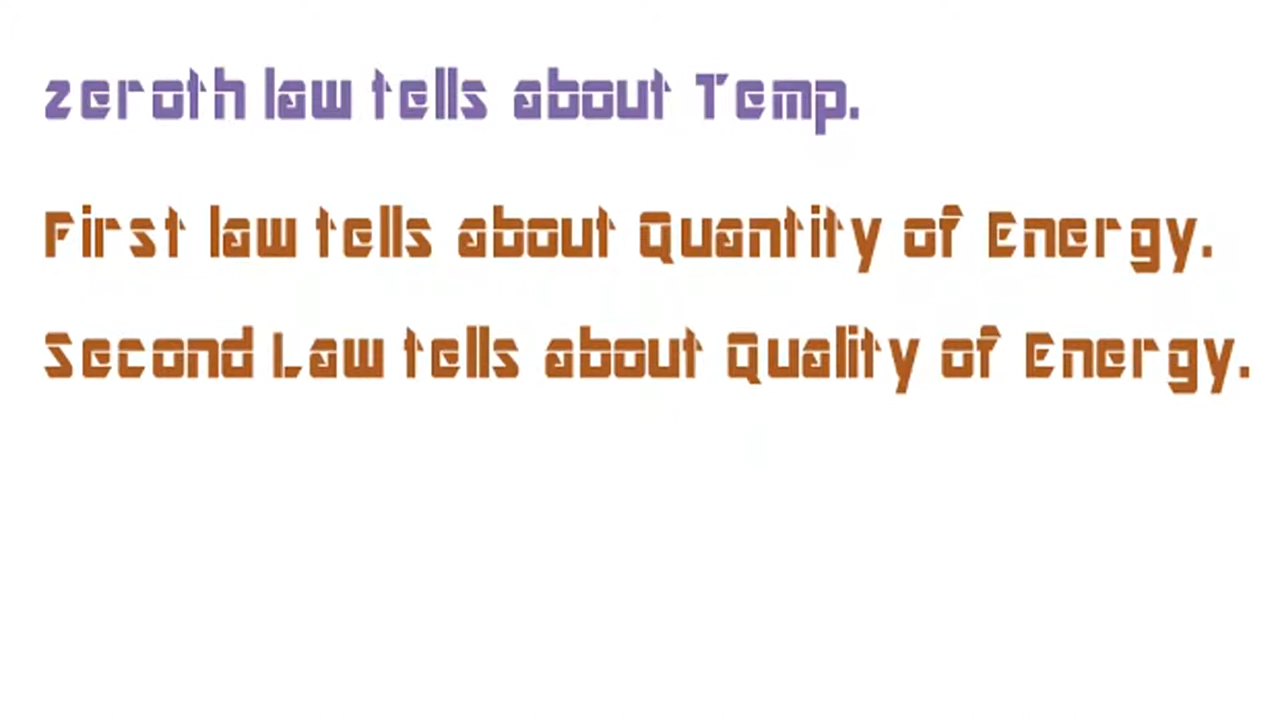 zeroth law tells about Temp.
First law tells about Quantity of Energy.
Second Law tells about Quality of Energy.